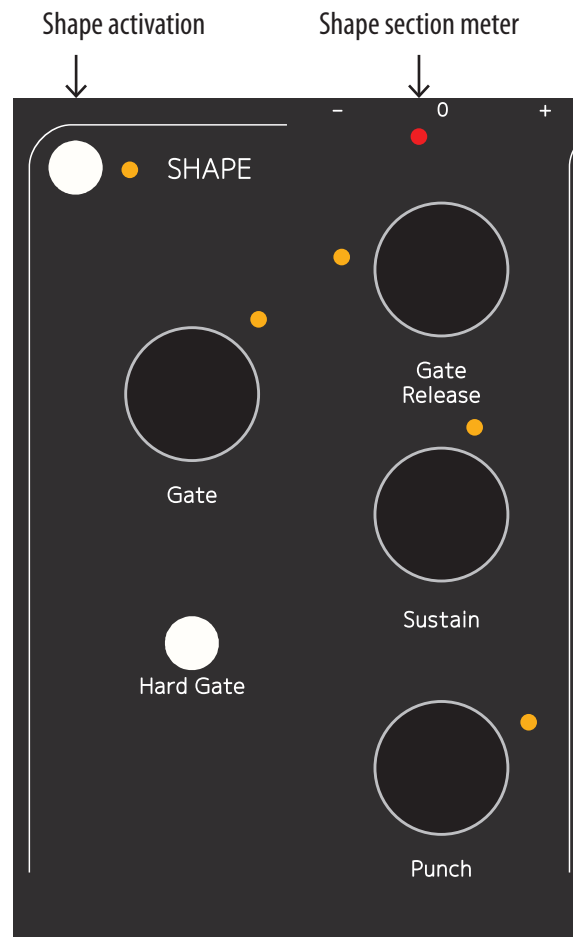 Shape activation
Shape section meter
– 0 +
SHAPE
Gate
Release
Gate
Sustain
Hard Gate
Punch